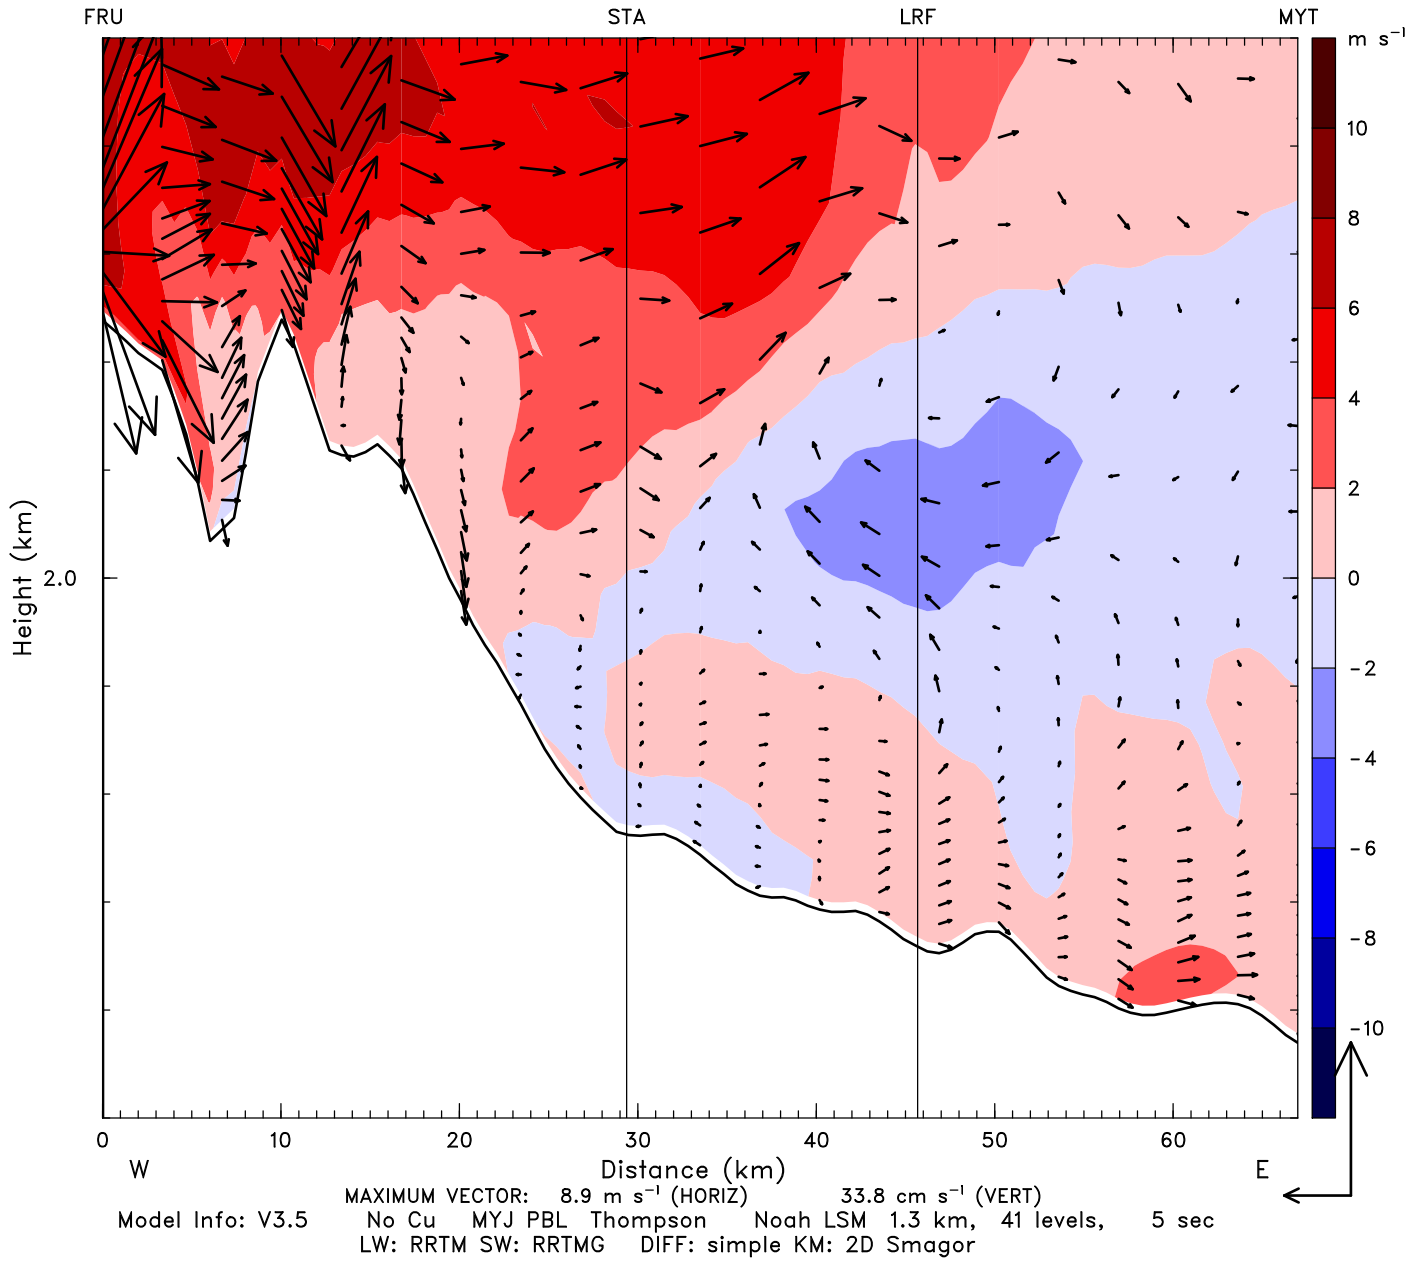 FRU STA LRF MYT
m s⁻¹
10
8
6
4
2
0
−2
−4
−6
−8
−10
Height (km)
2.0
0 10 20 30 40 50 60
W Distance (km) E
MAXIMUM VECTOR: 8.9 m s⁻¹ (HORIZ) 33.8 cm s⁻¹ (VERT)
Model Info: V3.5 No Cu MYJ PBL Thompson Noah LSM 1.3 km, 41 levels, 5 sec
LW: RRTM SW: RRTMG DIFF: simple KM: 2D Smagor